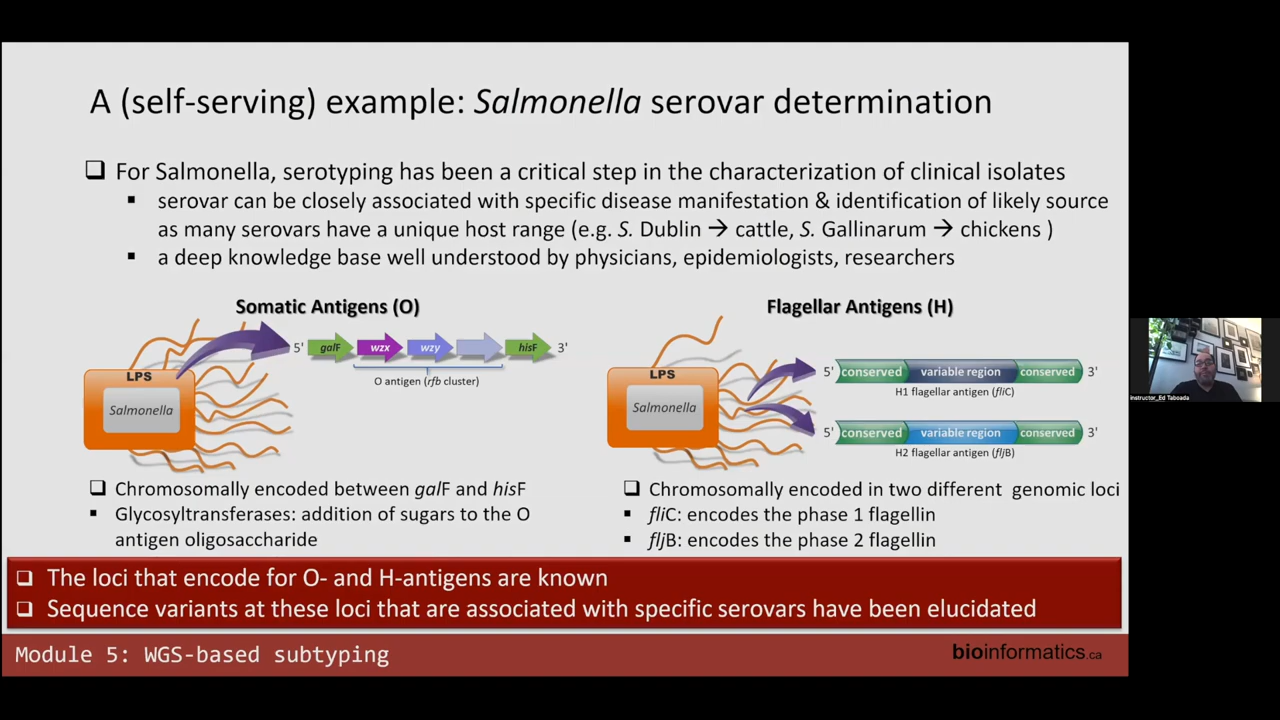 A (self-serving) example: Salmonella serovar determination
❑ For Salmonella, serotyping has been a critical step in the characterization of clinical isolates
▪ serovar can be closely associated with specific disease manifestation & identification of likely source
as many serovars have a unique host range (e.g. S. Dublin → cattle, S. Gallinarum → chickens )
▪ a deep knowledge base well understood by physicians, epidemiologists, researchers
Somatic Antigens (O)
LPS
Salmonella
5' galF wzx wzy hisF 3'
O antigen (rfb cluster)
❑ Chromosomally encoded between galF and hisF
▪ Glycosyltransferases: addition of sugars to the O
antigen oligosaccharide
Flagellar Antigens (H)
LPS
Salmonella
5' conserved variable region conserved 3'
H1 flagellar antigen (fliC)
5' conserved variable region conserved 3'
H2 flagellar antigen (fljB)
❑ Chromosomally encoded in two different genomic loci
▪ fliC: encodes the phase 1 flagellin
▪ fljB: encodes the phase 2 flagellin
❑ The loci that encode for O- and H-antigens are known
❑ Sequence variants at these loci that are associated with specific serovars have been elucidated
Module 5: WGS-based subtyping
bioinformatics.ca
instructor_Ed Taboada